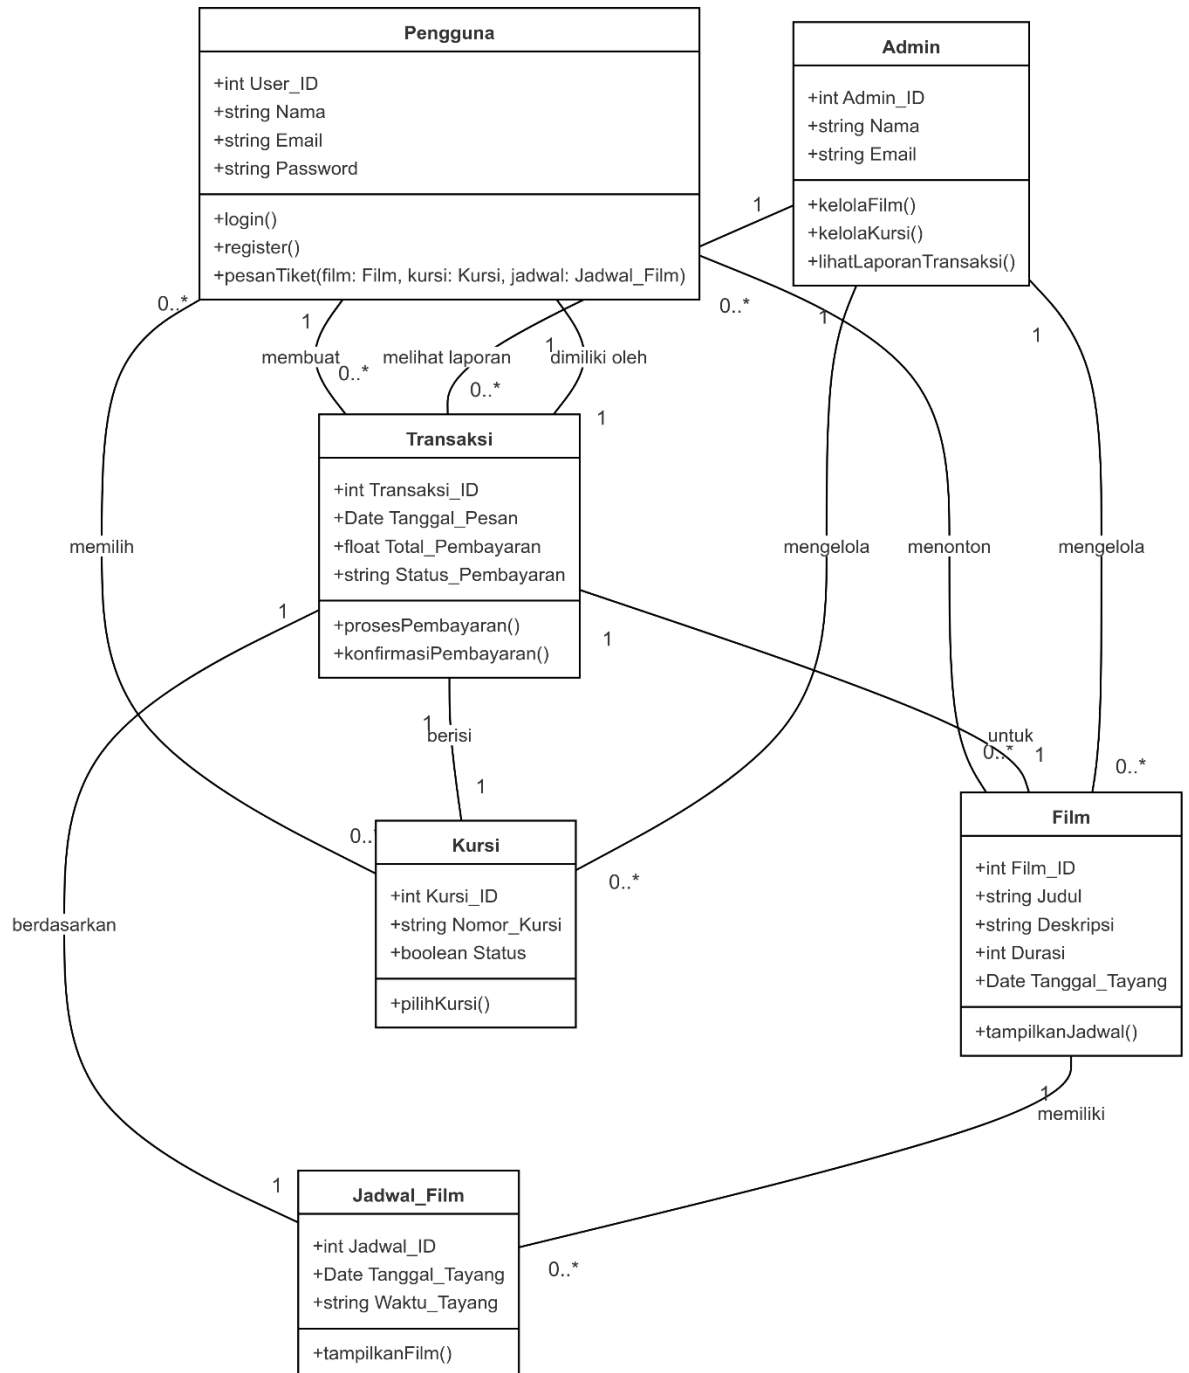 Pengguna
+int User_ID
+string Nama
+string Email
+string Password
+login()
+register()
+pesanTiket(film: Film, kursi: Kursi, jadwal: Jadwal_Film)
Admin
+int Admin_ID
+string Nama
+string Email
+kelolaFilm()
+kelolaKursi()
+lihatLaporanTransaksi()
1
0..*
1
membuat
0..*
1
melihat laporan
0..*
dimiliki oleh
1
0..*
1
1
Transaksi
+int Transaksi_ID
+Date Tanggal_Pesan
+float Total_Pembayaran
+string Status_Pembayaran
+prosesPembayaran()
+konfirmasiPembayaran()
memilih
mengelola
menonton
mengelola
1
1
1
berisi
1
untuk
0..*
1
0..*
0..
Kursi
+int Kursi_ID
+string Nomor_Kursi
+boolean Status
+pilihKursi()
0..*
Film
+int Film_ID
+string Judul
+string Deskripsi
+int Durasi
+Date Tanggal_Tayang
+tampilkanJadwal()
berdasarkan
1
memiliki
1
0..*
Jadwal_Film
+int Jadwal_ID
+Date Tanggal_Tayang
+string Waktu_Tayang
+tampilkanFilm()